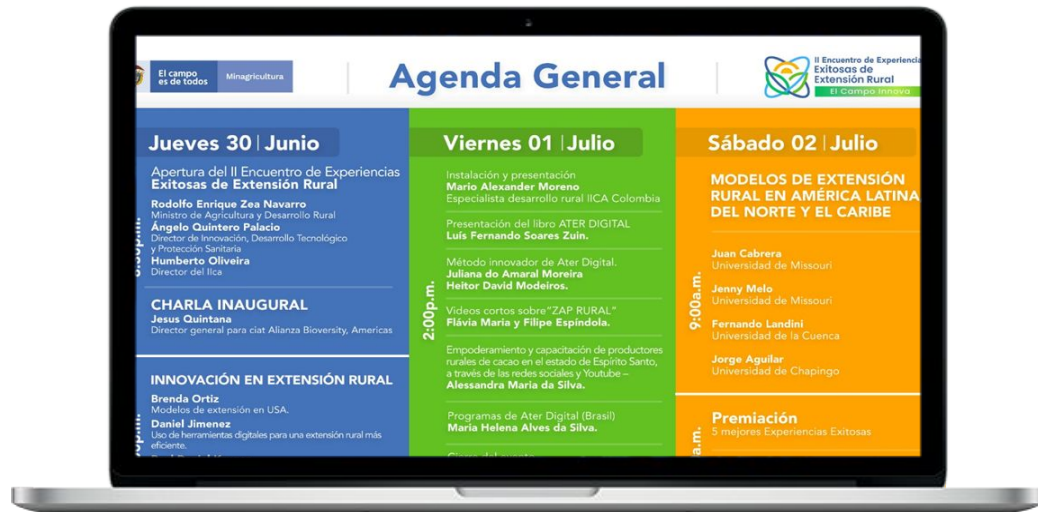 El campo
es de todos
Minagricultura
Agenda General
II Encuentro de Experiencia
Exitosas de
Extensión Rural
El Campo Innova
Jueves 30 | Junio
Apertura del II Encuentro de Experiencias
Exitosas de Extensión Rural
Rodolfo Enrique Zea Navarro
Ministro de Agricultura y Desarrollo Rural
Ángelo Quintero Palacio
Director de Innovación, Desarrollo Tecnológico
y Protección Sanitaria
Humberto Oliveira
Director del Iica
CHARLA INAUGURAL
Jesus Quintana
Director general para ciat Alianza Bioversity, Americas
INNOVACIÓN EN EXTENSIÓN RURAL
Brenda Ortiz
Modelos de extensión en USA.
Daniel Jimenez
Uso de herramientas digitales para una extensión rural más
eficiente.
Viernes 01 | Julio
2:00p.m.
Instalación y presentación
Mario Alexander Moreno
Especialista desarrollo rural IICA Colombia
Presentación del libro ATER DIGITAL
Luís Fernando Soares Zuin.
Método innovador de Ater Digital.
Juliana do Amaral Moreira
Heitor David Modeiros.
Videos cortos sobre"ZAP RURAL"
Flávia Maria y Filipe Espíndola.
Empoderamiento y capacitación de productores
rurales de cacao en el estado de Espirito Santo,
a través de las redes sociales y Youtube –
Alessandra Maria da Silva.
Programas de Ater Digital (Brasil)
Maria Helena Alves da Silva.
Sábado 02 | Julio
MODELOS DE EXTENSIÓN
RURAL EN AMÉRICA LATINA
DEL NORTE Y EL CARIBE
9:00a.m.
Juan Cabrera
Universidad de Missouri
Jenny Melo
Universidad de Missouri
Fernando Landini
Universidad de la Cuenca
Jorge Aguilar
Universidad de Chapingo
a.m.
Premiación
5 mejores Experiencias Exitosas